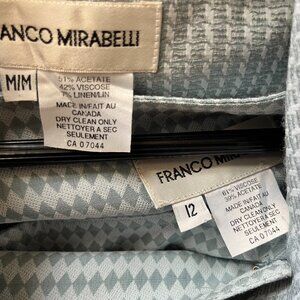 FRANCO MIRABELLI
M/M
51% ACETATE
42% VISCOSE
7% LINEN/LIN
MADE IN/FAIT AU
CANADA
DRY CLEAN ONLY
NETTOYER A SEC
SEULEMENT
CA 07044
FRANCO MIRAB
12
61% VISCOSE
39% ACETATE
MADE IN/FAIT AU
CANADA
DRY CLEAN ONLY
NETTOYER A SEC
SEULEMENT
CA 07044